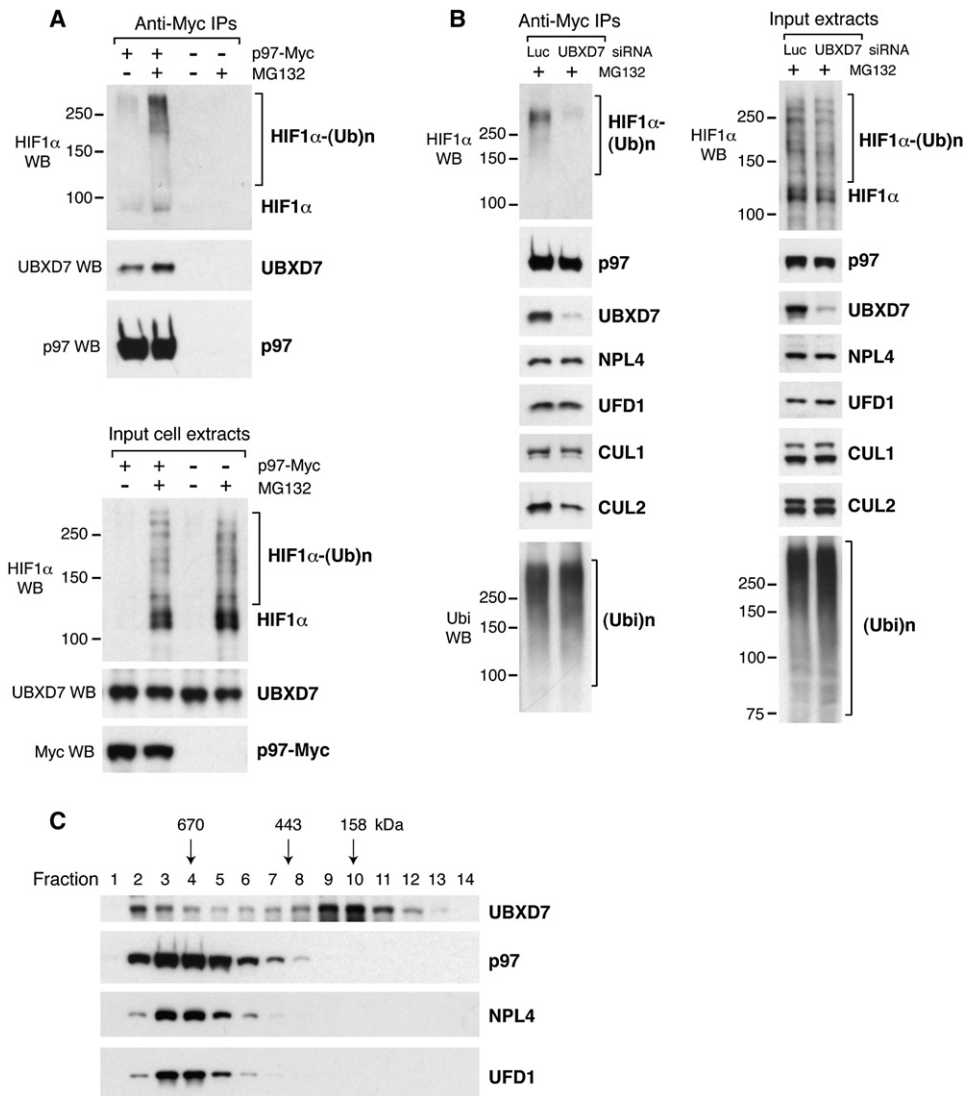 A
Anti-Myc IPs
+ + - - p97-Myc
- + - + MG132
250
150
100
HIF1α
WB
HIF1α-(Ub)n
HIF1α
UBXD7 WB
UBXD7
p97 WB
p97
Input cell extracts
+ + - - p97-Myc
- + - + MG132
250
150
100
HIF1α
WB
HIF1α-(Ub)n
HIF1α
UBXD7 WB
UBXD7
Myc WB
p97-Myc
B
Anti-Myc IPs
Luc UBXD7 siRNA
+ + MG132
250
150
100
HIF1α
WB
HIF1α-
(Ub)n
p97
UBXD7
NPL4
UFD1
CUL1
CUL2
250
150
100
Ubi
WB
(Ubi)n
Input extracts
Luc UBXD7 siRNA
+ + MG132
250
150
100
HIF1α
WB
HIF1α-(Ub)n
HIF1α
p97
UBXD7
NPL4
UFD1
CUL1
CUL2
250
150
100
75
(Ubi)n
C
670 443 158 kDa
Fraction 1 2 3 4 5 6 7 8 9 10 11 12 13 14
UBXD7
p97
NPL4
UFD1